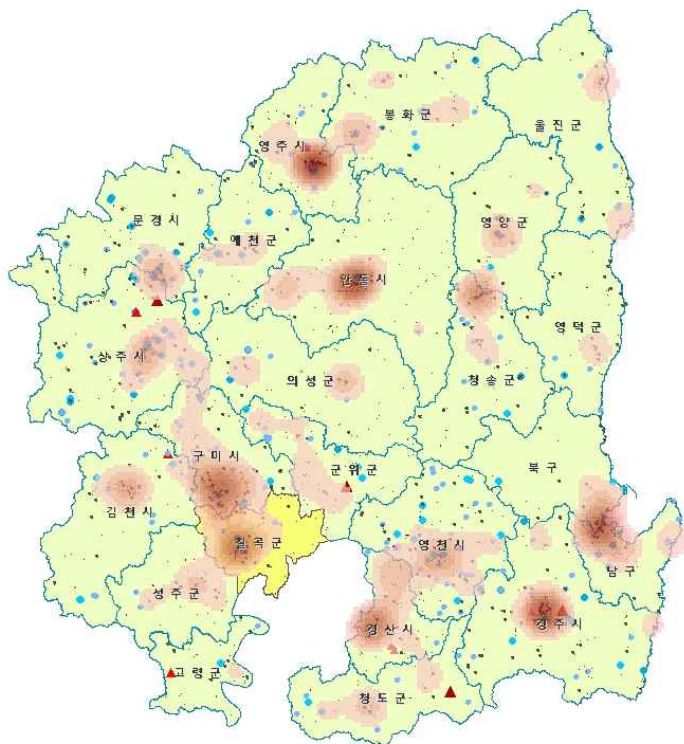 봉화군
울진군
영주시
문경시
예천군
영양군
안동시
영덕군
상주시
의성군
청송군
구미시
군위군
북구
김천시
칠곡군
영천시
성주군
남구
경산시
경주시
고령군
청도군